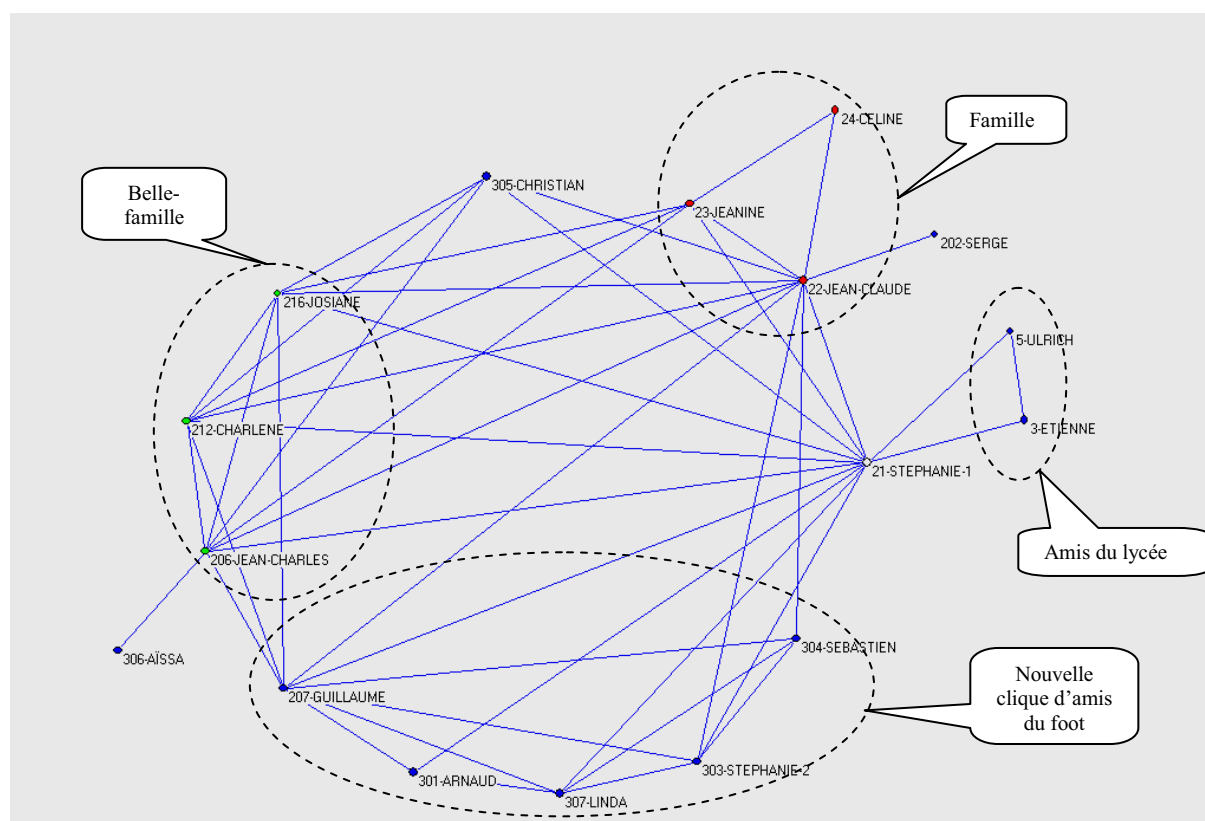 24-CELINE
Famille
305-CHRISTIAN
Belle-
famille
23-JEANINE
202-SERGE
22-JEAN-CLAUDE
216-JOSIANE
5-ULRICH
212-CHARLENE
3-ETIENNE
21-STEPHANIE-1
Amis du lycée
206-JEAN-CHARLES
304-SEBASTIEN
306-AÏSSA
Nouvelle
clique d’amis
du foot
207-GUILLAUME
303-STEPHANIE-2
301-ARNAUD
307-LINDA